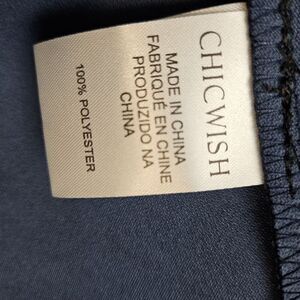 CHICWISH
MADE IN CHINA
FABRIQUÉ EN CHINE
PRODUZIDO NA
CHINA
100% POLYESTER